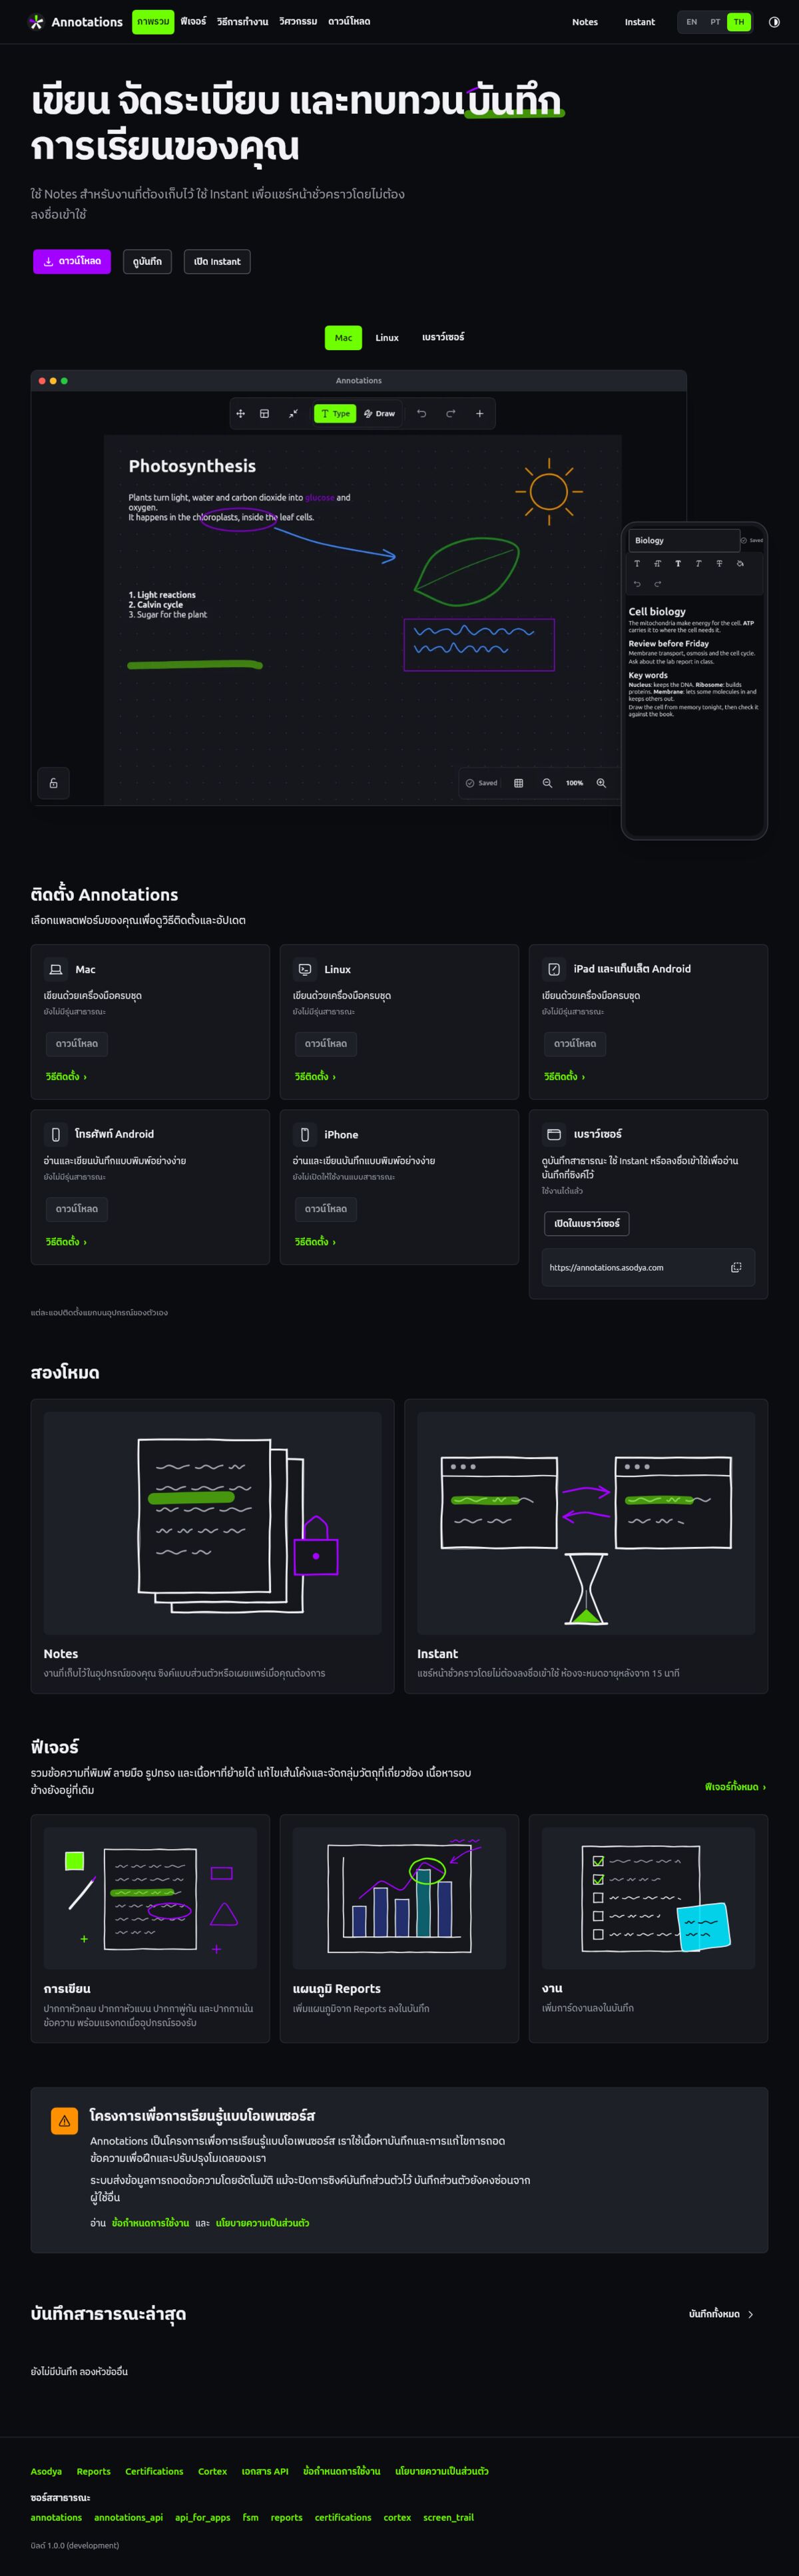 Annotations ภาพรวม ฟีเจอร์ วิธีการทำงาน วิศวกรรม ดาวน์โหลด Notes Instant EN PT TH
เขียน จัดระเบียบ และทบทวนบันทึก
การเรียนของคุณ
ใช้ Notes สำหรับงานที่ต้องเก็บไว้ ใช้ Instant เพื่อแชร์หน้าชั่วคราวโดยไม่ต้อง
ลงชื่อเข้าใช้
ดาวน์โหลด ดูบันทึก เปิด Instant
Mac Linux เบราว์เซอร์
Annotations
Type Draw
Photosynthesis
Plants turn light, water and carbon dioxide into glucose and
oxygen.
It happens in the chloroplasts, inside the leaf cells.
1. Light reactions
2. Calvin cycle
3. Sugar for the plant
Saved 100%
Biology Saved
Cell biology
The mitochondria make energy for the cell. ATP
carries it to where the cell needs it.
Review before Friday
Membrane transport, osmosis and the cell cycle.
Ask about the lab report in class.
Key words
Nucleus: keeps the DNA. Ribosome: builds
proteins. Membrane: lets some molecules in and
keeps others out.
Draw the cell from memory tonight, then check it
against the book.
ติดตั้ง Annotations
เลือกแพลตฟอร์มของคุณเพื่อดูวิธีติดตั้งและอัปเดต
Mac
เขียนด้วยเครื่องมือครบชุด
ยังไม่มีรุ่นสาธารณะ
ดาวน์โหลด
วิธีติดตั้ง ›
Linux
เขียนด้วยเครื่องมือครบชุด
ยังไม่มีรุ่นสาธารณะ
ดาวน์โหลด
วิธีติดตั้ง ›
iPad และแท็บเล็ต Android
เขียนด้วยเครื่องมือครบชุด
ยังไม่มีรุ่นสาธารณะ
ดาวน์โหลด
วิธีติดตั้ง ›
โทรศัพท์ Android
อ่านและเขียนบันทึกแบบพิมพ์อย่างง่าย
ยังไม่มีรุ่นสาธารณะ
ดาวน์โหลด
วิธีติดตั้ง ›
iPhone
อ่านและเขียนบันทึกแบบพิมพ์อย่างง่าย
ยังไม่เปิดให้ใช้งานแบบสาธารณะ
ดาวน์โหลด
วิธีติดตั้ง ›
เบราว์เซอร์
ดูบันทึกสาธารณะ ใช้ Instant หรือลงชื่อเข้าใช้เพื่ออ่าน
บันทึกที่ซิงค์ไว้
ใช้งานได้แล้ว
เปิดในเบราว์เซอร์
https://annotations.asodya.com
แต่ละแอปติดตั้งแยกบนอุปกรณ์ของตัวเอง
สองโหมด
Notes
งานที่เก็บไว้ในอุปกรณ์ของคุณ ซิงค์แบบส่วนตัวหรือเผยแพร่เมื่อคุณต้องการ
Instant
แชร์หน้าชั่วคราวโดยไม่ต้องลงชื่อเข้าใช้ ห้องจะหมดอายุหลังจาก 15 นาที
ฟีเจอร์
รวมข้อความที่พิมพ์ ลายมือ รูปทรง และเนื้อหาที่ย้ายได้ แก้ไขเส้นโค้งและจัดกลุ่มวัตถุที่เกี่ยวข้อง เนื้อหารอบ
ข้างยังอยู่ที่เดิม
ฟีเจอร์ทั้งหมด ›
การเขียน
ปากกาหัวกลม ปากกาหัวแบน ปากกาพู่กัน และปากกาเน้น
ข้อความ พร้อมแรงกดเมื่ออุปกรณ์รองรับ
แผนภูมิ Reports
เพิ่มแผนภูมิจาก Reports ลงในบันทึก
งาน
เพิ่มการ์ดงานลงในบันทึก
โครงการเพื่อการเรียนรู้แบบโอเพนซอร์ส
Annotations เป็นโครงการเพื่อการเรียนรู้แบบโอเพนซอร์ส เราใช้เนื้อหาบันทึกและการแก้ไขการถอด
ข้อความเพื่อฝึกและปรับปรุงโมเดลของเรา
ระบบส่งข้อมูลการถอดข้อความโดยอัตโนมัติ แม้จะปิดการซิงค์บันทึกส่วนตัวไว้ บันทึกส่วนตัวยังคงซ่อนจาก
ผู้ใช้อื่น
อ่าน ข้อกำหนดการใช้งาน และ นโยบายความเป็นส่วนตัว
บันทึกสาธารณะล่าสุด
บันทึกทั้งหมด
ยังไม่มีบันทึก ลองหัวข้ออื่น
Asodya Reports Certifications Cortex เอกสาร API ข้อกำหนดการใช้งาน นโยบายความเป็นส่วนตัว
ซอร์สสาธารณะ
annotations annotations_api api_for_apps fsm reports certifications cortex screen_trail
บิลด์ 1.0.0 (development)